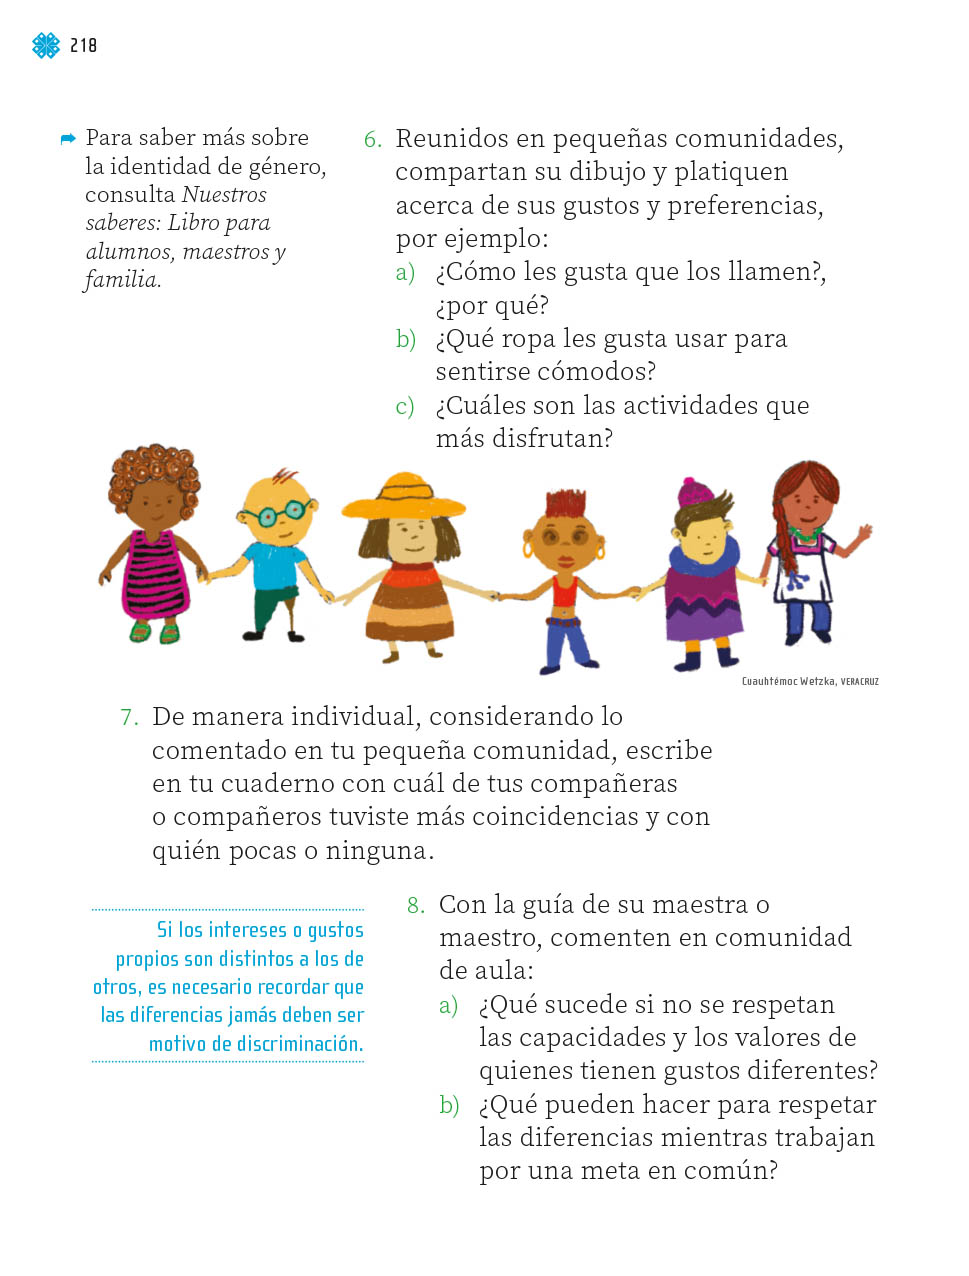 218
Para saber más sobre
la identidad de género,
consulta Nuestros
saberes: Libro para
alumnos, maestros y
familia.
6. Reunidos en pequeñas comunidades,
compartan su dibujo y platiquen
acerca de sus gustos y preferencias,
por ejemplo:
a) ¿Cómo les gusta que los llamen?,
¿por qué?
b) ¿Qué ropa les gusta usar para
sentirse cómodos?
c) ¿Cuáles son las actividades que
más disfrutan?
Cuauhtémoc Wetzka, VERACRUZ
7. De manera individual, considerando lo
comentado en tu pequeña comunidad, escribe
en tu cuaderno con cuál de tus compañeras
o compañeros tuviste más coincidencias y con
quién pocas o ninguna.
Si los intereses o gustos
propios son distintos a los de
otros, es necesario recordar que
las diferencias jamás deben ser
motivo de discriminación.
8. Con la guía de su maestra o
maestro, comenten en comunidad
de aula:
a) ¿Qué sucede si no se respetan
las capacidades y los valores de
quienes tienen gustos diferentes?
b) ¿Qué pueden hacer para respetar
las diferencias mientras trabajan
por una meta en común?